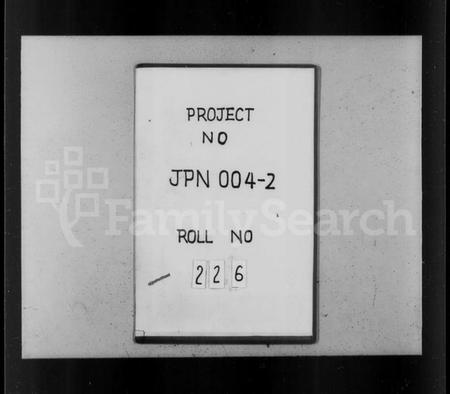 PROJECT
NO
JPN 004-2
FamilySearch
ROLL NO
226